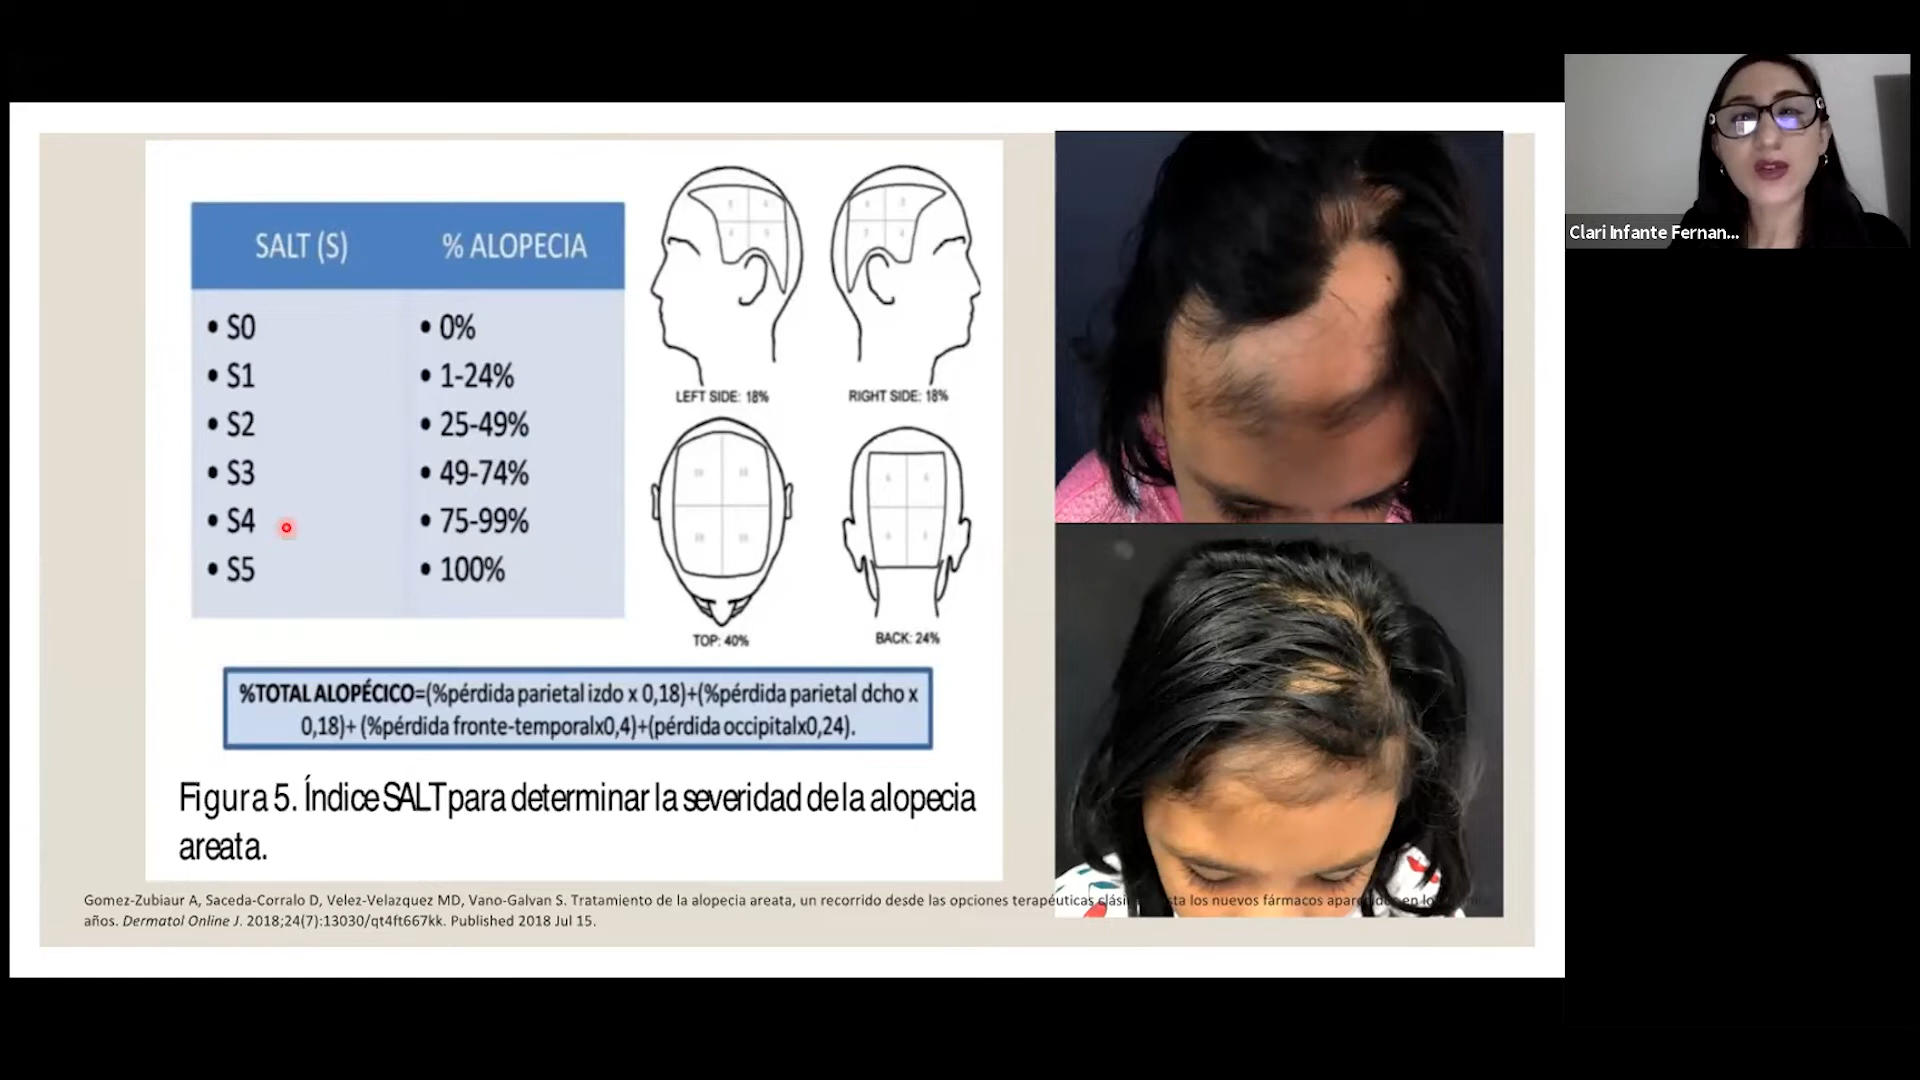 SALT (S) % ALOPECIA
• S0 • 0%
• S1 • 1-24%
• S2 • 25-49%
• S3 • 49-74%
• S4 • 75-99%
• S5 • 100%
LEFT SIDE: 18% RIGHT SIDE: 18%
TOP: 40% BACK: 24%
%TOTAL ALOPÉCICO=(%pérdida parietal izdo x 0,18)+(%pérdida parietal dcho x
0,18)+ (%pérdida fronte-temporalx0,4)+(pérdida occipitalx0,24).
Figura 5. Índice SALT para determinar la severidad de la alopecia
areata.
Gomez-Zubiaur A, Saceda-Corralo D, Velez-Velazquez MD, Vano-Galvan S. Tratamiento de la alopecia areata, un recorrido desde las opciones terapéuticas los nuevos fármacos en
años. Dermatol Online J. 2018;24(7):13030/qt4ft667kk. Published 2018 Jul 15.
Clari Infante Fernan...